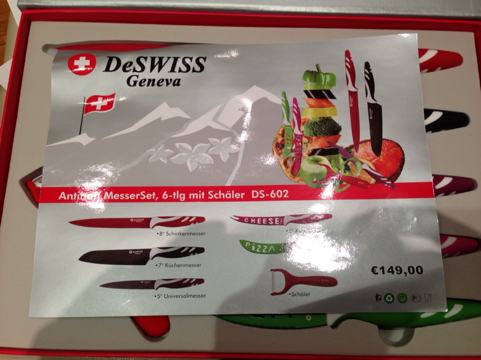 DeSWISS
Geneva
MesserSet, 6-tlg mit Schäler DS-602
•8" Schinkenmesser
•7" Küchenmesser
•5" Universalmesser
CHEESE
PIZZA
•Schäler
€149,00